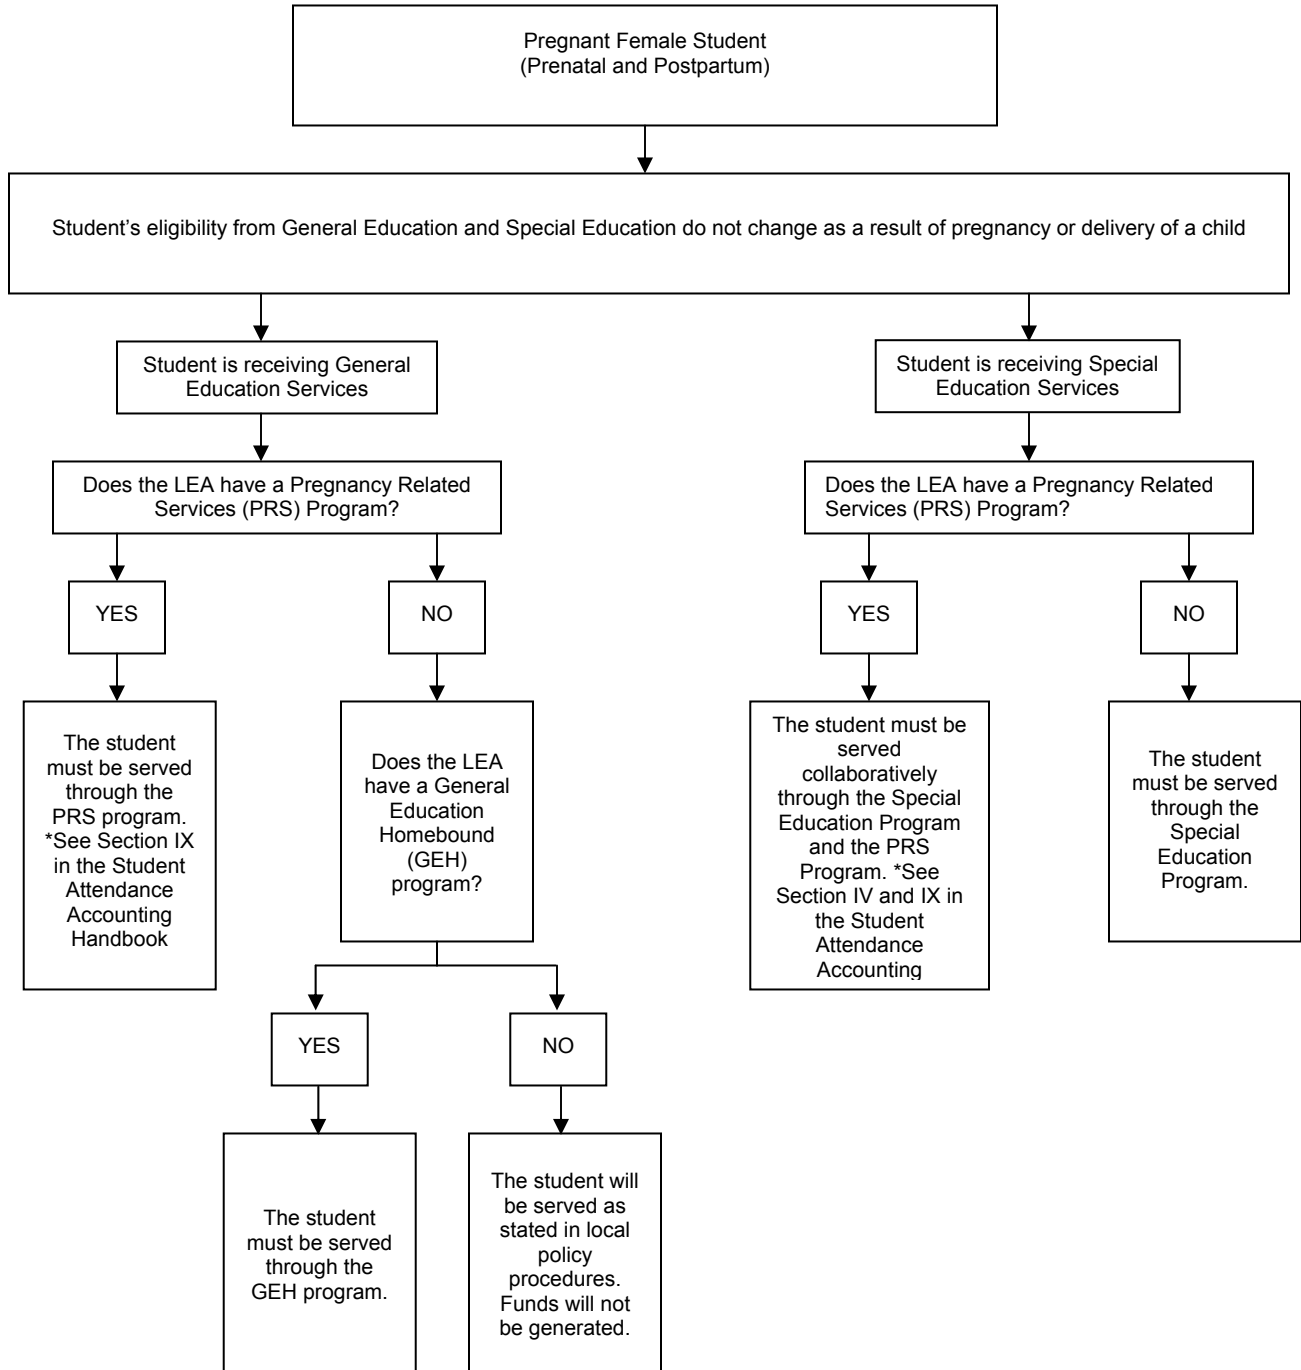 Pregnant Female Student
(Prenatal and Postpartum)
Student's eligibility from General Education and Special Education do not change as a result of pregnancy or delivery of a child
Student is receiving General
Education Services
Student is receiving Special
Education Services
Does the LEA have a Pregnancy Related
Services (PRS) Program?
Does the LEA have a Pregnancy Related
Services (PRS) Program?
YES
NO
YES
NO
The student
must be served
through the
PRS program.
*See Section IX
in the Student
Attendance
Accounting
Handbook
Does the LEA
have a General
Education
Homebound
(GEH)
program?
The student must be
served
collaboratively
through the Special
Education Program
and the PRS
Program. *See
Section IV and IX in
the Student
Attendance
Accounting
The student
must be served
through the
Special
Education
Program.
YES
NO
The student
must be served
through the
GEH program.
The student will
be served as
stated in local
policy
procedures.
Funds will not
be generated.